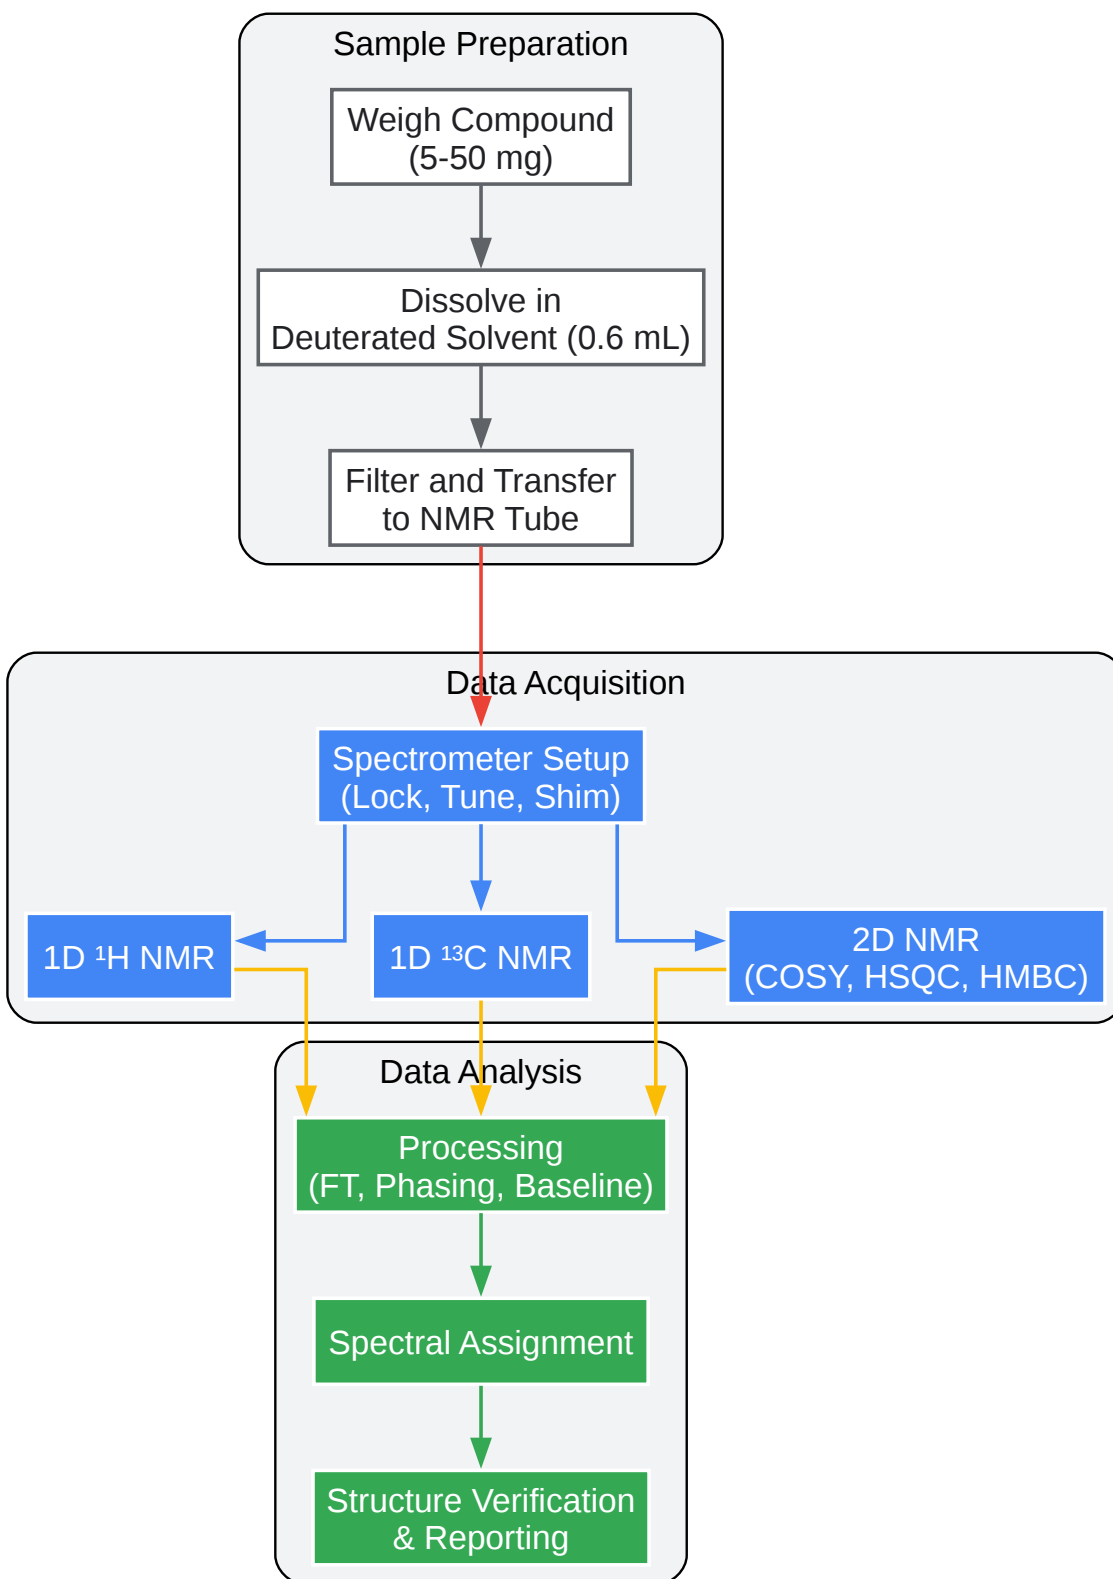 Sample Preparation
Weigh Compound
(5-50 mg)
Dissolve in
Deuterated Solvent (0.6 mL)
Filter and Transfer
to NMR Tube
Data Acquisition
Spectrometer Setup
(Lock, Tune, Shim)
1D ¹H NMR
1D ¹³C NMR
2D NMR
(COSY, HSQC, HMBC)
Data Analysis
Processing
(FT, Phasing, Baseline)
Spectral Assignment
Structure Verification
& Reporting